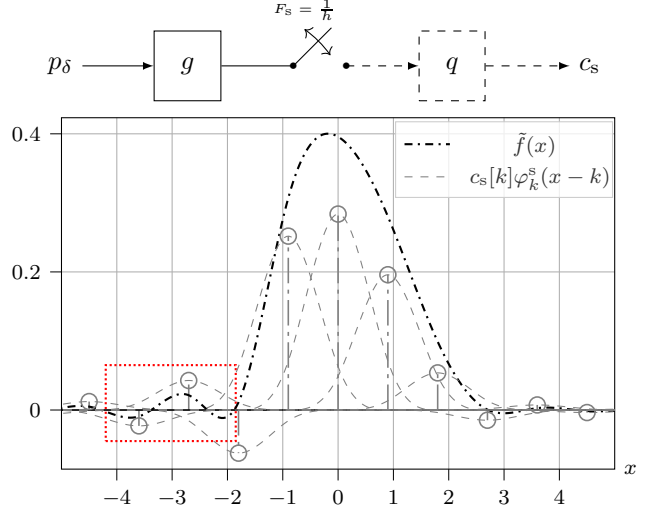 F_s = 1/h
p_δ g q c_s
0.4
f̃(x)
c_s[k]φ_k^s(x − k)
0.2
0
x
−4 −3 −2 −1 0 1 2 3 4